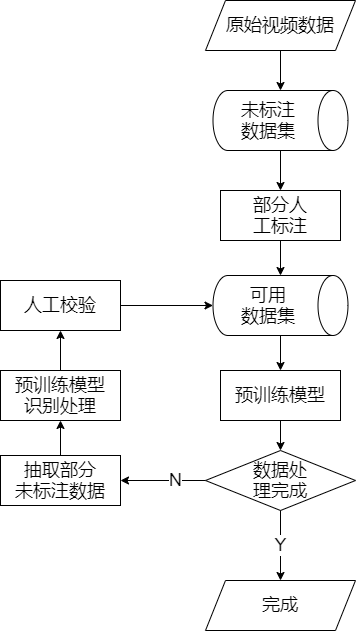 原始视频数据
未标注
数据集
部分人
工标注
可用
数据集
人工校验
预训练模型
识别处理
预训练模型
抽取部分
未标注数据
N
数据处
理完成
Y
完成